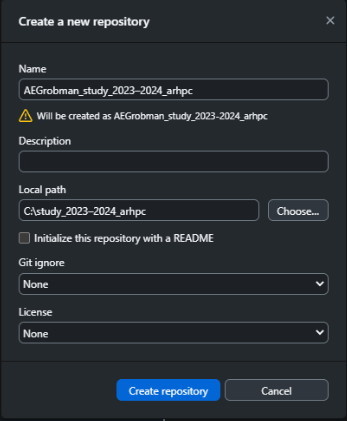 Create a new repository ×
Name
AEGrobman_study_2023–2024_arhpc
Will be created as AEGrobman_study_2023-2024_arhpc
Description
Local path
C:\study_2023–2024_arhpc Choose...
Initialize this repository with a README
Git ignore
None
License
None
Create repository Cancel